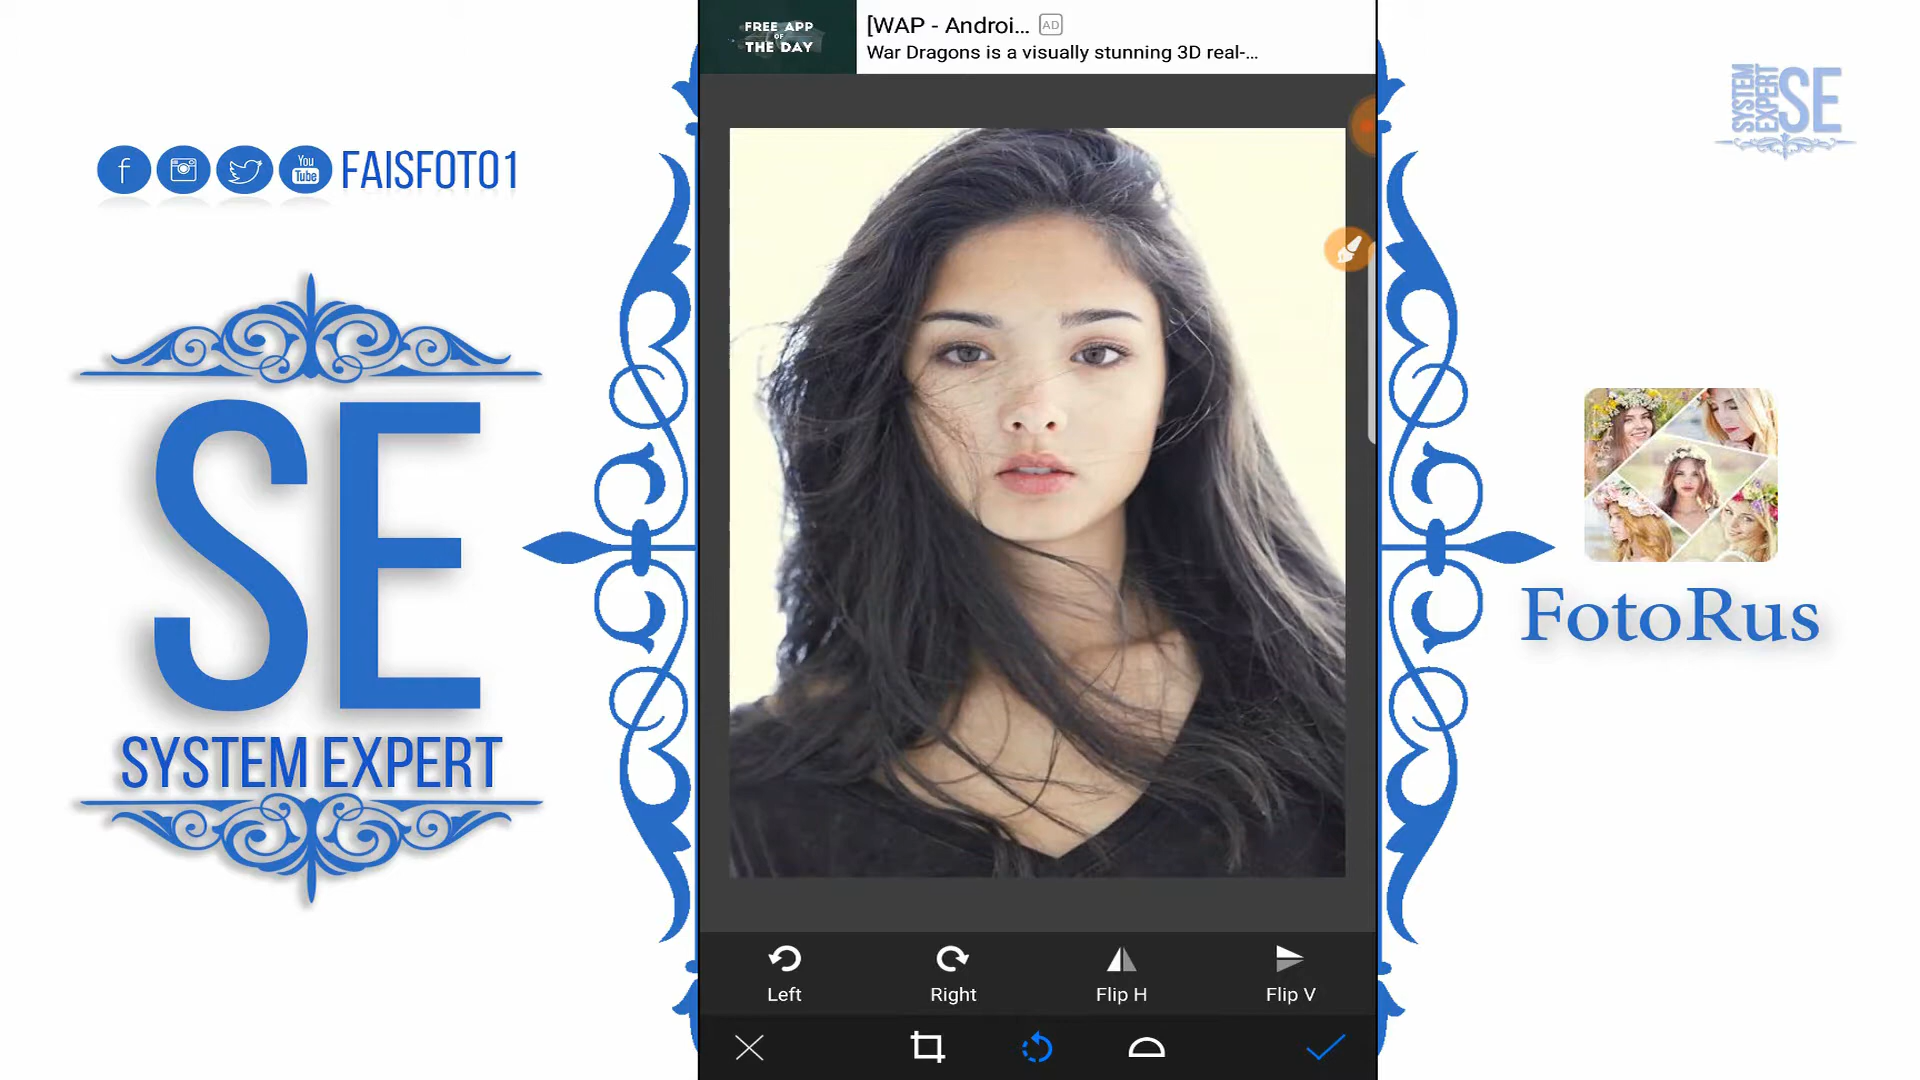 FREE APP
OF
THE DAY
[WAP - Androi... AD
War Dragons is a visually stunning 3D real-...
f You Tube FAISFOTO1
SYSTEM
EXPERT
SE
SE
SYSTEM EXPERT
FotoRus
Left
Right
Flip H
Flip V